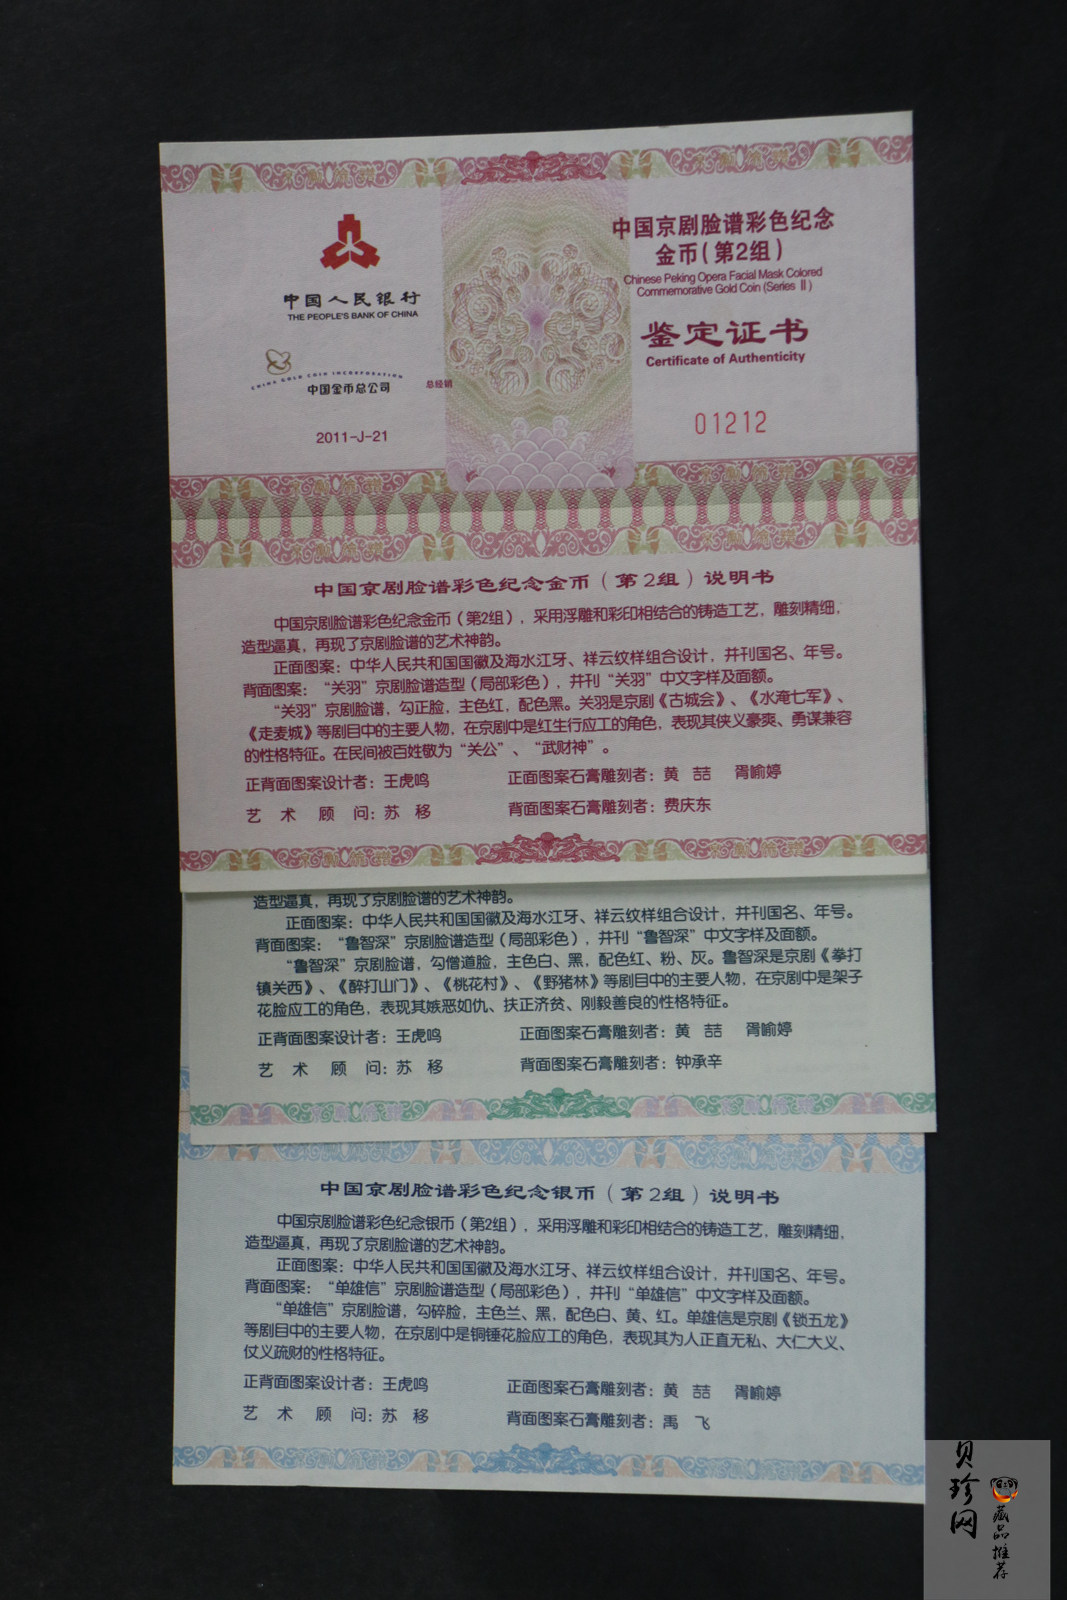 中国人民银行
THE PEOPLE'S BANK OF CHINA
CHINA GOLD COIN INCORPORATION
中国金币总公司
总经销
2011-J-21
中国京剧脸谱彩色纪念
金币(第2组)
Chinese Peking Opera Facial Mask Colored
Commemorative Gold Coin (Series Ⅱ)
鉴定证书
Certificate of Authenticity
01212
中国京剧脸谱彩色纪念金币(第2组)说明书
中国京剧脸谱彩色纪念金币(第2组),采用浮雕和彩印相结合的铸造工艺,雕刻精细,
造型逼真,再现了京剧脸谱的艺术神韵。
正面图案:中华人民共和国国徽及海水江牙、祥云纹样组合设计,并刊国名、年号。
背面图案:“关羽”京剧脸谱造型(局部彩色),并刊“关羽”中文字样及面额。
“关羽”京剧脸谱,勾正脸,主色红,配色黑。关羽是京剧《古城会》、《水淹七军》、
《走麦城》等剧目中的主要人物,在京剧中是红生行应工的角色,表现其侠义豪爽、勇谋兼容
的性格特征。在民间被百姓敬为“关公”、“武财神”。
正背面图案设计者:王虎鸣 正面图案石膏雕刻者:黄 喆 胥喻婷
艺 术 顾 问:苏 移 背面图案石膏雕刻者:费庆东
造型逼真,再现了京剧脸谱的艺术神韵。
正面图案:中华人民共和国国徽及海水江牙、祥云纹样组合设计,并刊国名、年号。
背面图案:“鲁智深”京剧脸谱造型(局部彩色),并刊“鲁智深”中文字样及面额。
“鲁智深”京剧脸谱,勾僧道脸,主色白、黑,配色红、粉、灰。鲁智深是京剧《拳打
镇关西》、《醉打山门》、《桃花村》、《野猪林》等剧目中的主要人物,在京剧中是架子
花脸应工的角色,表现其嫉恶如仇、扶正济贫、刚毅善良的性格特征。
正背面图案设计者:王虎鸣 正面图案石膏雕刻者:黄 喆 胥喻婷
艺 术 顾 问:苏 移 背面图案石膏雕刻者:钟承辛
中国京剧脸谱彩色纪念银币(第2组)说明书
中国京剧脸谱彩色纪念银币(第2组),采用浮雕和彩印相结合的铸造工艺,雕刻精细,
造型逼真,再现了京剧脸谱的艺术神韵。
正面图案:中华人民共和国国徽及海水江牙、祥云纹样组合设计,并刊国名、年号。
背面图案:“单雄信”京剧脸谱造型(局部彩色),并刊“单雄信”中文字样及面额。
“单雄信”京剧脸谱,勾碎脸,主色兰、黑,配色白、黄、红。单雄信是京剧《锁五龙》
等剧目中的主要人物,在京剧中是铜锤花脸应工的角色,表现其为人正直无私、大仁大义、
仗义疏财的性格特征。
正背面图案设计者:王虎鸣 正面图案石膏雕刻者:黄 喆 胥喻婷
艺 术 顾 问:苏 移 背面图案石膏雕刻者:禹 飞
贝珍网
藏品推荐